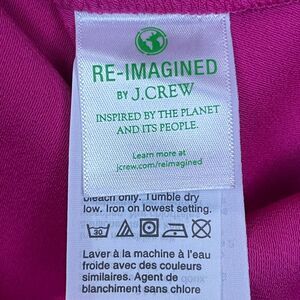 RE-IMAGINED
BY J.CREW
INSPIRED BY THE PLANET
AND ITS PEOPLE.
Learn more at
jcrew.com/reimagined
bleach only. Tumble dry
low. Iron on lowest setting.
30
Laver à la machine à l'eau
froide avec des couleurs
similaires. Agent de
blanchiment sans chlore